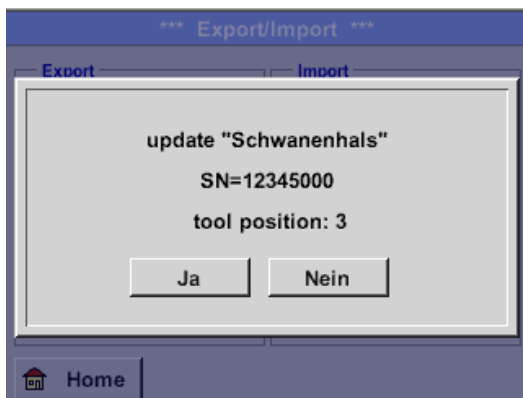 *** Export/Import ***
Export Import
update "Schwanenhals"
SN=12345000
tool position: 3
Ja Nein
Home